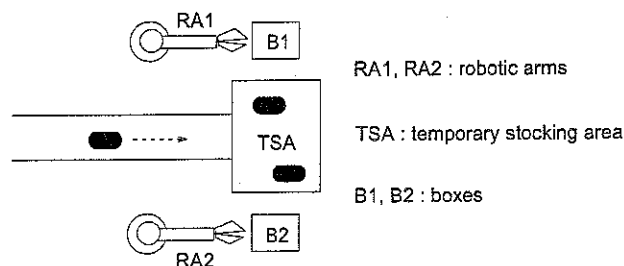 RA1
B1
RA1, RA2 : robotic arms
TSA
TSA : temporary stocking area
B1, B2 : boxes
B2
RA2